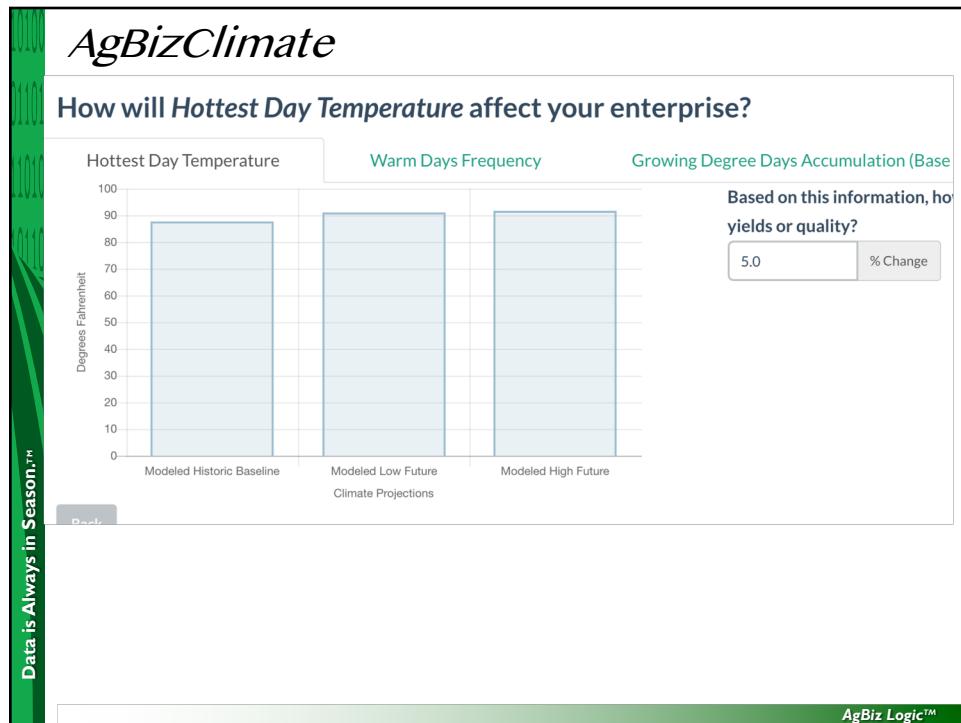 AgBizClimate
How will Hottest Day Temperature affect your enterprise?
Hottest Day Temperature
Warm Days Frequency
Growing Degree Days Accumulation (Base
Based on this information, ho
yields or quality?
5.0
% Change
100
90
80
70
60
50
40
30
20
10
0
Degrees Fahrenheit
Modeled Historic Baseline
Modeled Low Future
Modeled High Future
Climate Projections
Back
Data is Always in Season.™
AgBiz Logic™